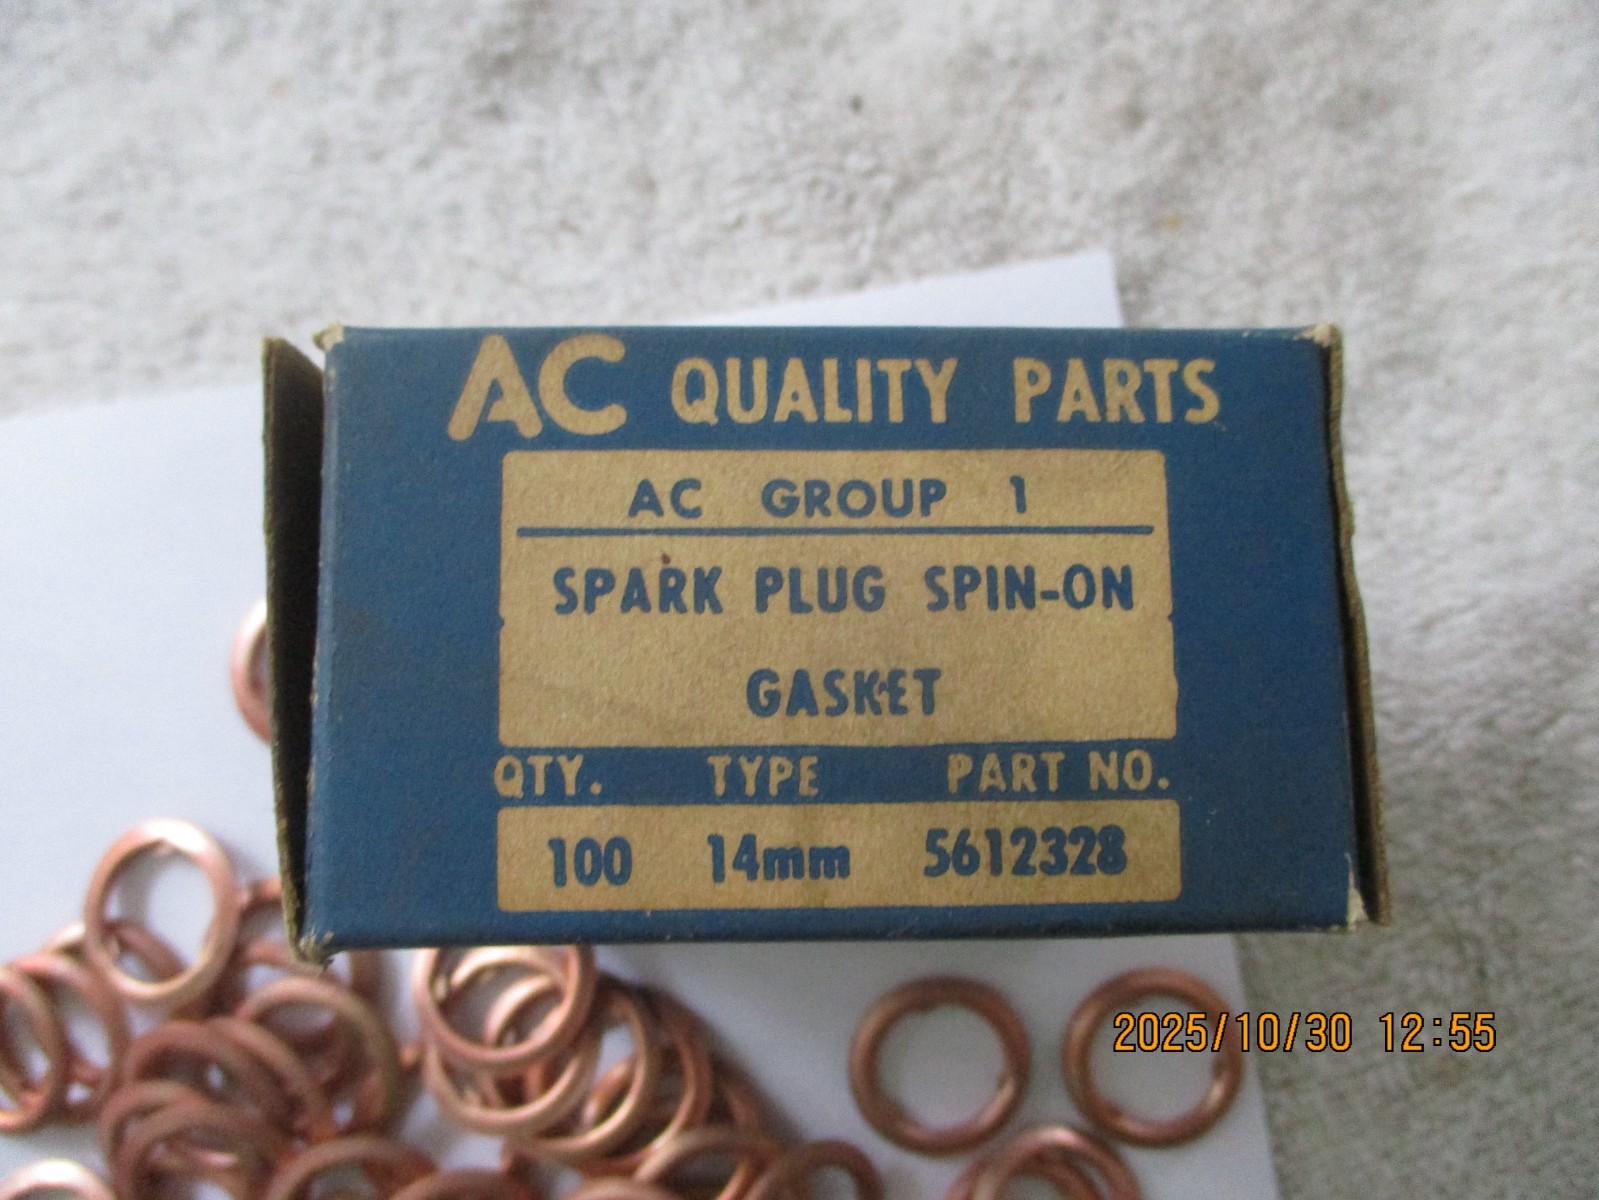 AC QUALITY PARTS
AC GROUP 1
SPARK PLUG SPIN-ON
GASKET
QTY. TYPE PART NO.
100 14mm 5612328
2025/10/30 12:55